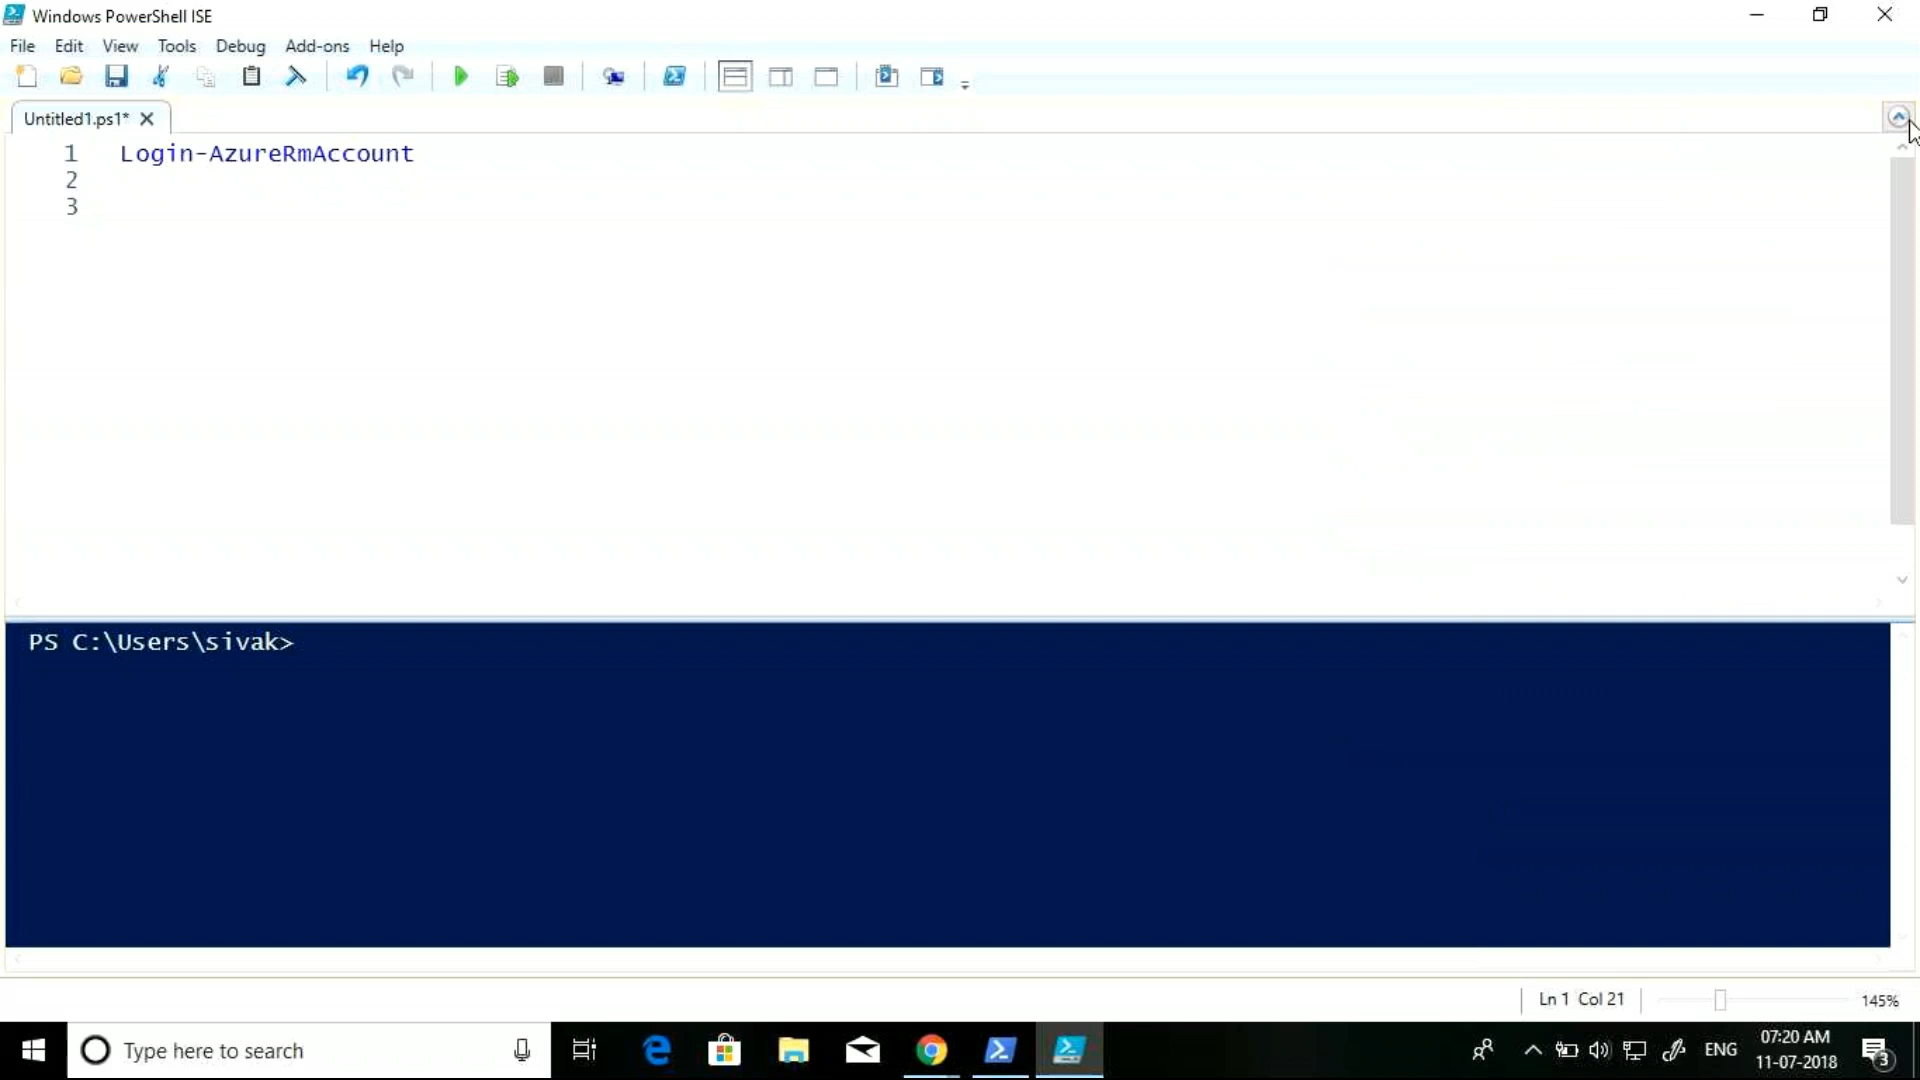 Windows PowerShell ISE
File Edit View Tools Debug Add-ons Help
Untitled1.ps1*
1 Login-AzureRmAccount
2
3
PS C:\Users\sivak>
Ln 1 Col 21 145%
Type here to search
ENG
07:20 AM
11-07-2018
3